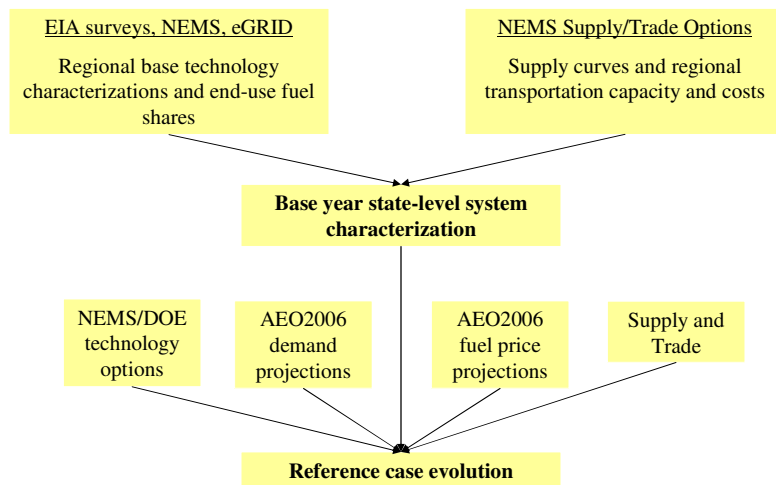 EIA surveys, NEMS, eGRID
Regional base technology
characterizations and end-use fuel
shares
NEMS Supply/Trade Options
Supply curves and regional
transportation capacity and costs
Base year state-level system
characterization
NEMS/DOE
technology
options
AEO2006
demand
projections
AEO2006
fuel price
projections
Supply and
Trade
Reference case evolution